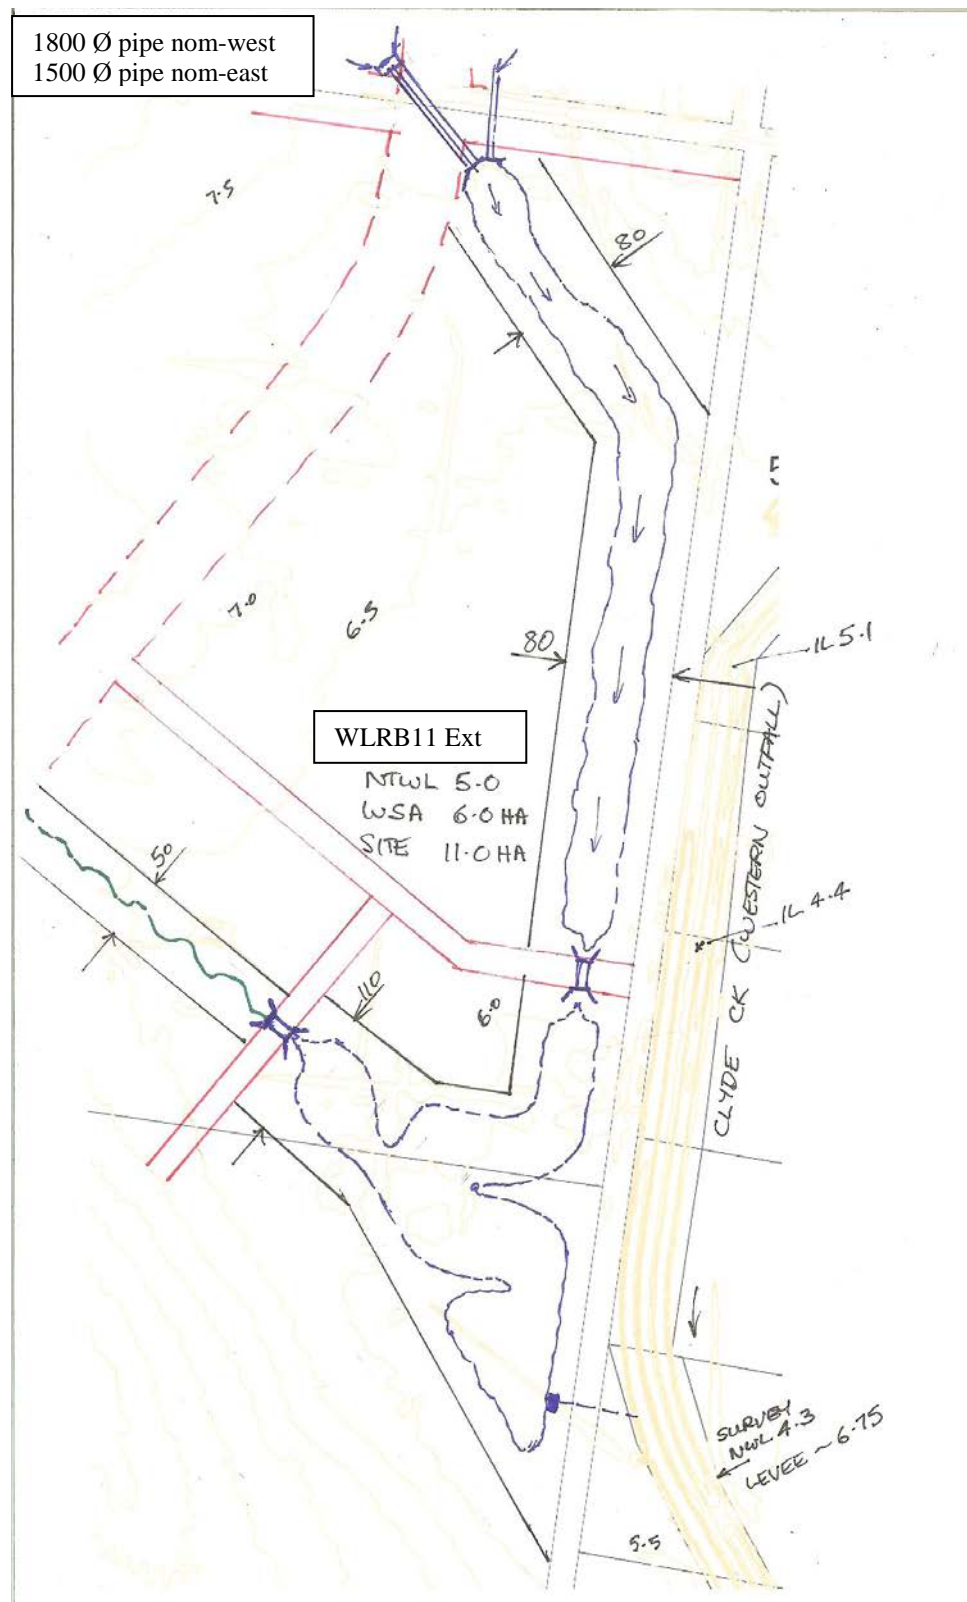 1800 Ø pipe nom-west
1500 Ø pipe nom-east
7.5
80
7.0
6.5
80
IL 5.1
WLRB11 Ext
NTWL 5.0
WSA 6.0 HA
SITE 11.0 HA
50
110
6.0
IL 4.4
CLYDE CK (WESTERN OUTFALL)
SURVEY
NWL 4.3
LEVEE ~ 6.75
5.5